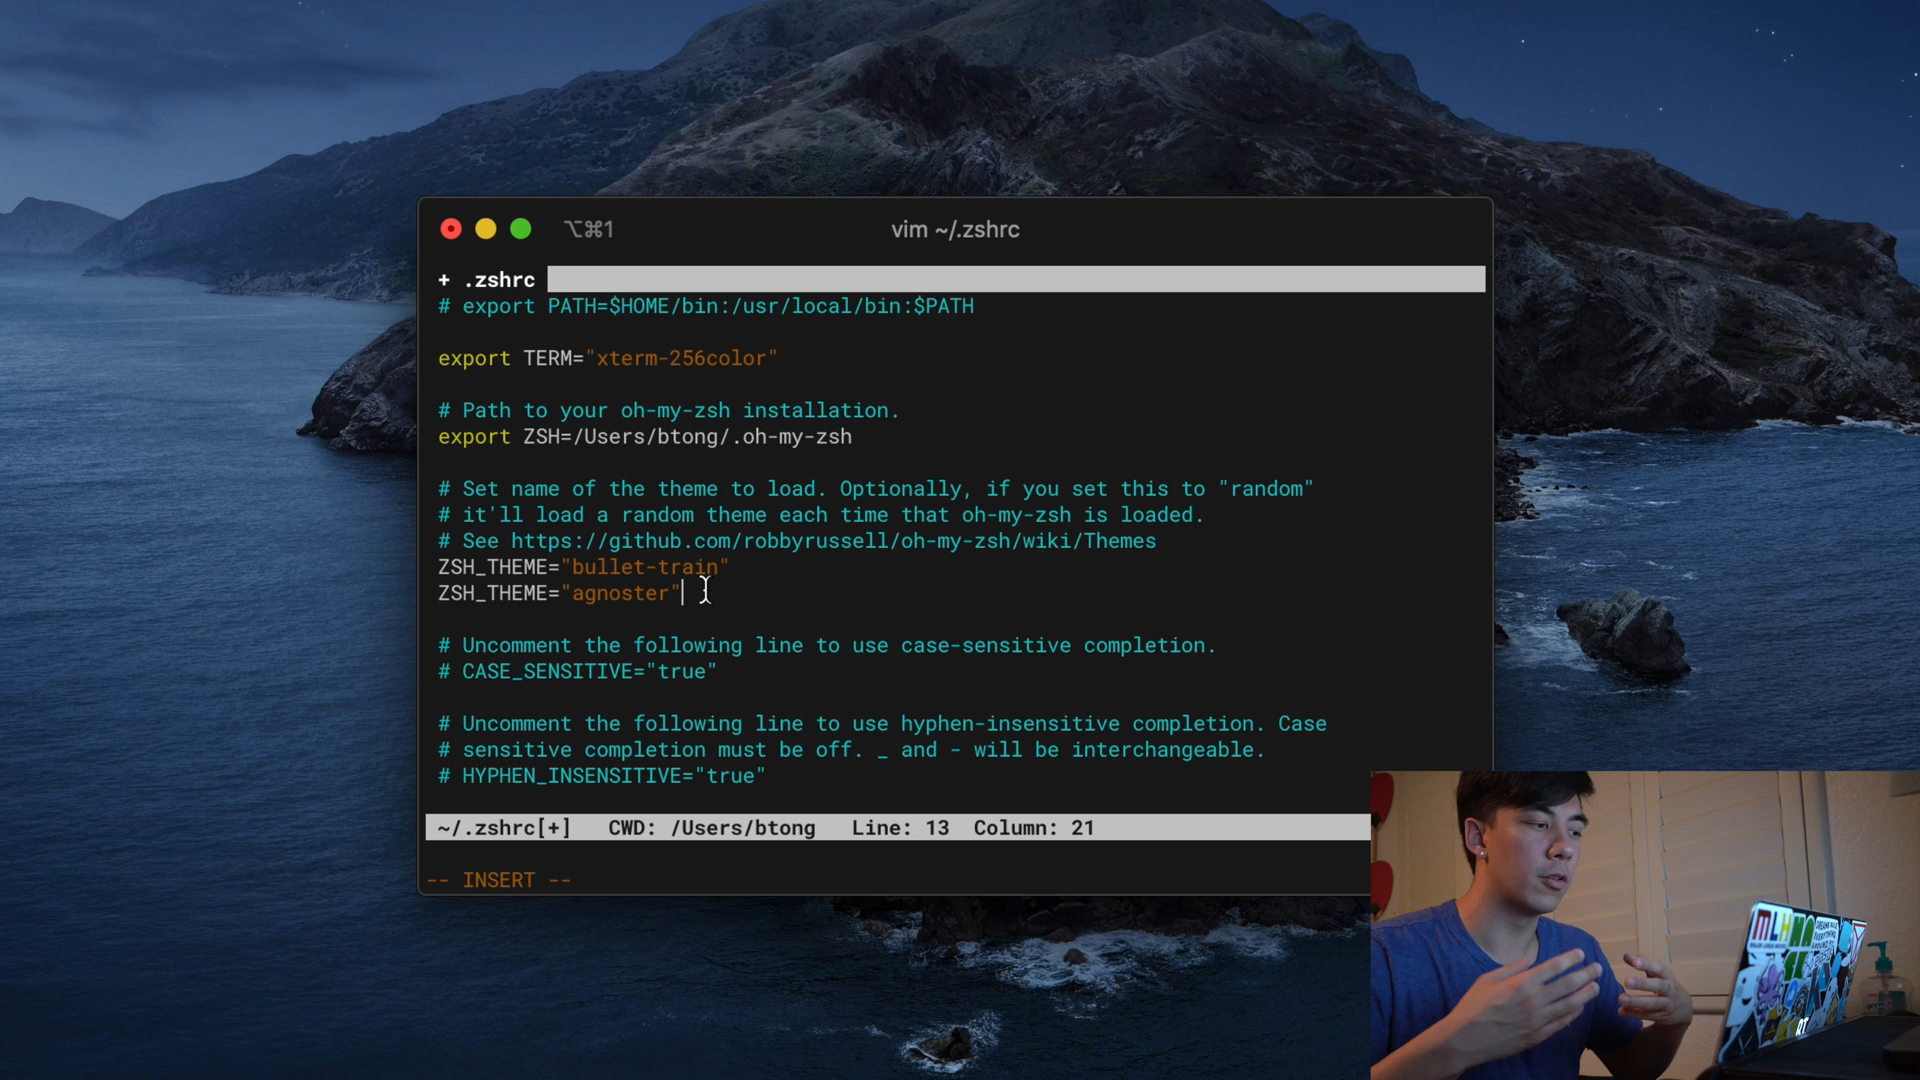 ⌥⌘1
vim ~/.zshrc
+ .zshrc
# export PATH=$HOME/bin:/usr/local/bin:$PATH
export TERM="xterm-256color"
# Path to your oh-my-zsh installation.
export ZSH=/Users/btong/.oh-my-zsh
# Set name of the theme to load. Optionally, if you set this to "random"
# it'll load a random theme each time that oh-my-zsh is loaded.
# See https://github.com/robbyrussell/oh-my-zsh/wiki/Themes
ZSH_THEME="bullet-train"
ZSH_THEME="agnoster"
# Uncomment the following line to use case-sensitive completion.
# CASE_SENSITIVE="true"
# Uncomment the following line to use hyphen-insensitive completion. Case
# sensitive completion must be off. _ and - will be interchangeable.
# HYPHEN_INSENSITIVE="true"
~/.zshrc[+] CWD: /Users/btong Line: 13 Column: 21
-- INSERT --
MLH